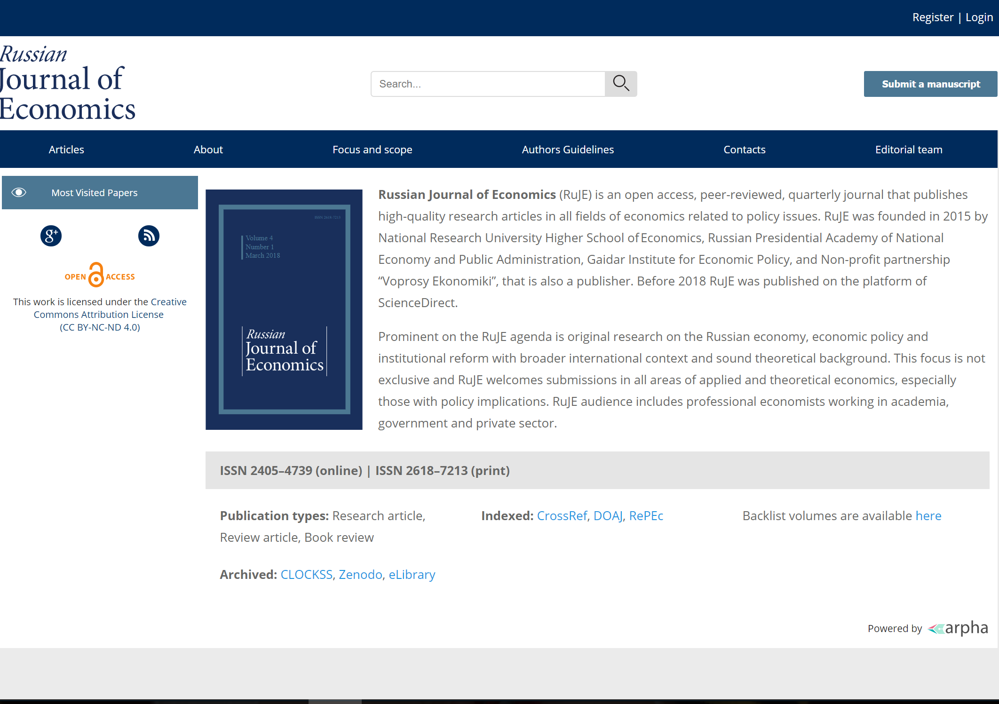 Register | Login
Russian
Journal of
Economics
Search...
Submit a manuscript
Articles
About
Focus and scope
Authors Guidelines
Contacts
Editorial team
Most Visited Papers
g+
OPEN ACCESS
This work is licensed under the Creative
Commons Attribution License
(CC BY-NC-ND 4.0)
ISSN 2618-7213
Volume 4
Number 1
March 2018
Russian
Journal of
Economics
Russian Journal of Economics (RuJE) is an open access, peer-reviewed, quarterly journal that publishes
high-quality research articles in all fields of economics related to policy issues. RuJE was founded in 2015 by
National Research University Higher School of Economics, Russian Presidential Academy of National
Economy and Public Administration, Gaidar Institute for Economic Policy, and Non-profit partnership
“Voprosy Ekonomiki”, that is also a publisher. Before 2018 RuJE was published on the platform of
ScienceDirect.
Prominent on the RuJE agenda is original research on the Russian economy, economic policy and
institutional reform with broader international context and sound theoretical background. This focus is not
exclusive and RuJE welcomes submissions in all areas of applied and theoretical economics, especially
those with policy implications. RuJE audience includes professional economists working in academia,
government and private sector.
ISSN 2405–4739 (online) | ISSN 2618–7213 (print)
Publication types: Research article,
Review article, Book review
Indexed: CrossRef, DOAJ, RePEc
Backlist volumes are available here
Archived: CLOCKSS, Zenodo, eLibrary
Powered by arpha